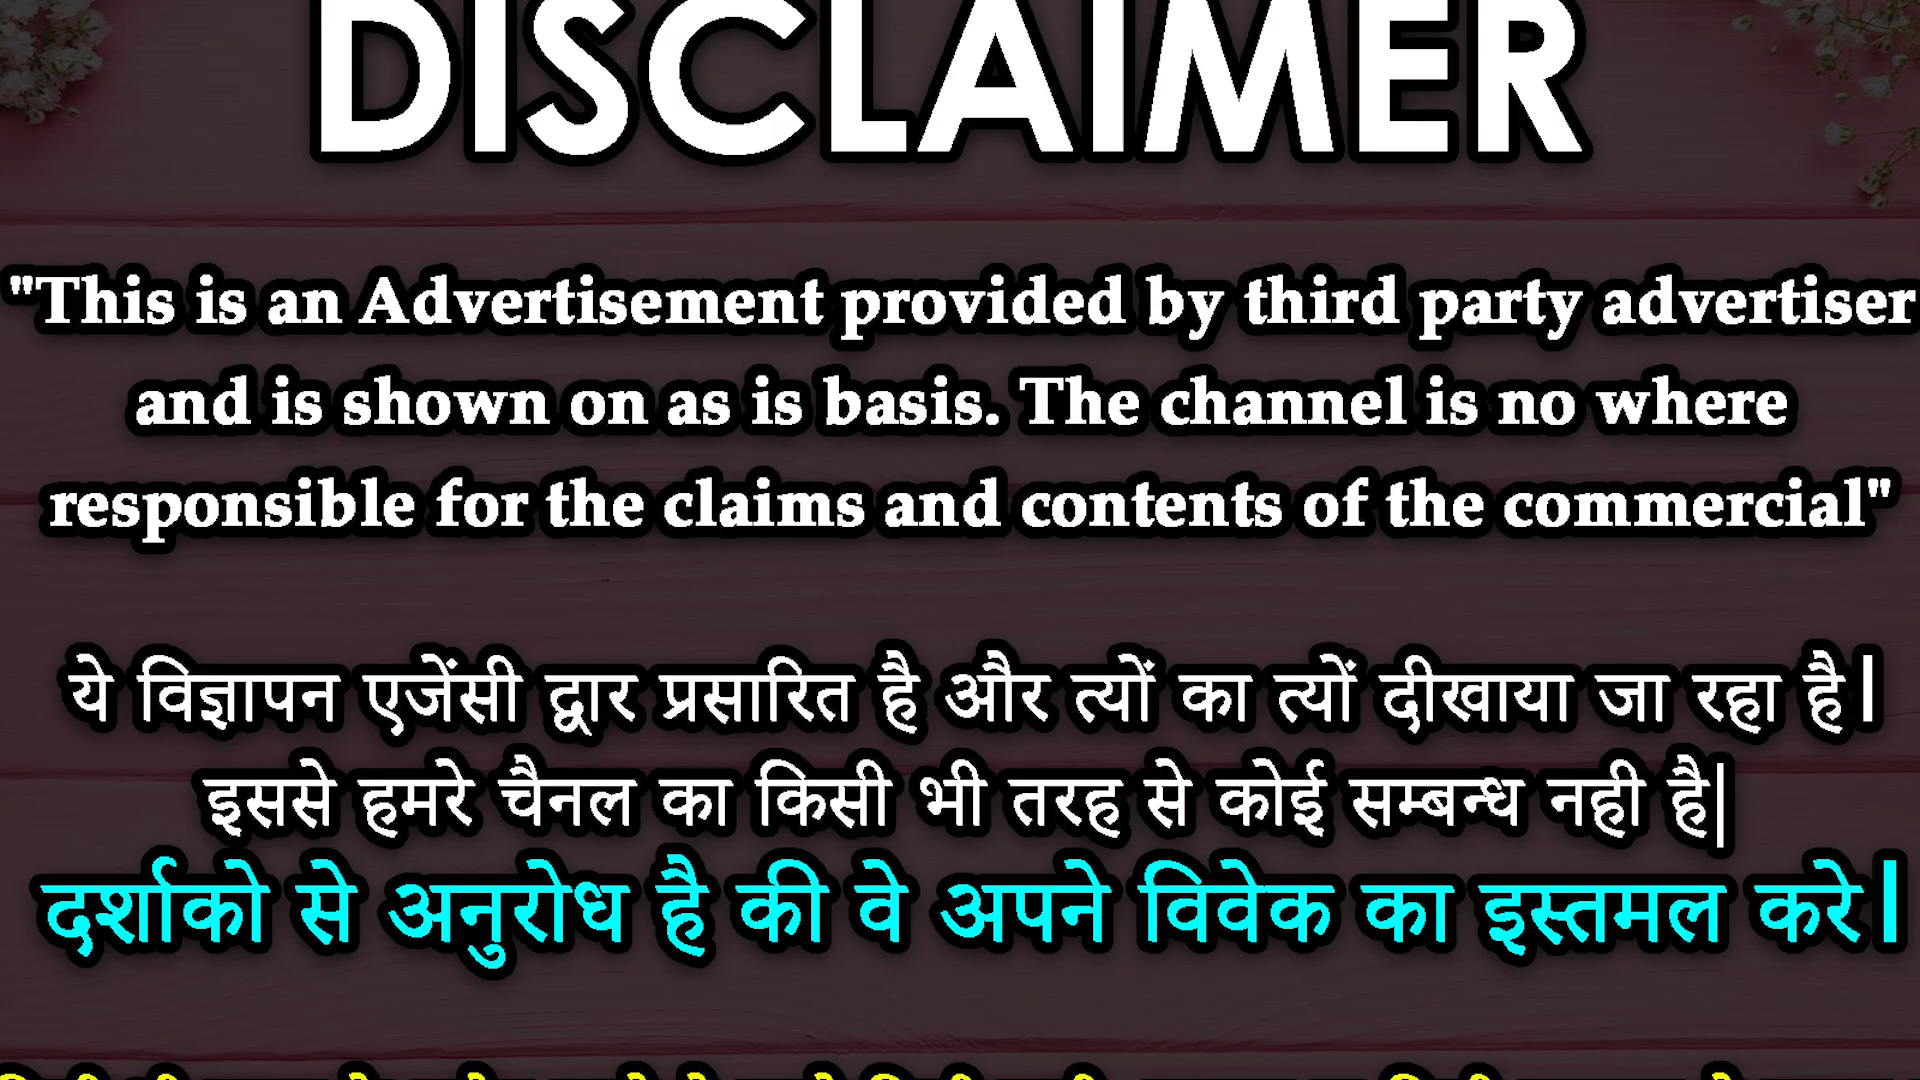 DISCLAIMER
"This is an Advertisement provided by third party advertiser
and is shown on as is basis. The channel is no where
responsible for the claims and contents of the commercial"
ये विज्ञापन एजेंसी द्वार प्रसारित है और त्यों का त्यों दीखाया जा रहा है|
इससे हमरे चैनल का किसी भी तरह से कोई सम्बन्ध नही है|
दर्शाको से अनुरोध है की वे अपने विवेक का इस्तमल करे|